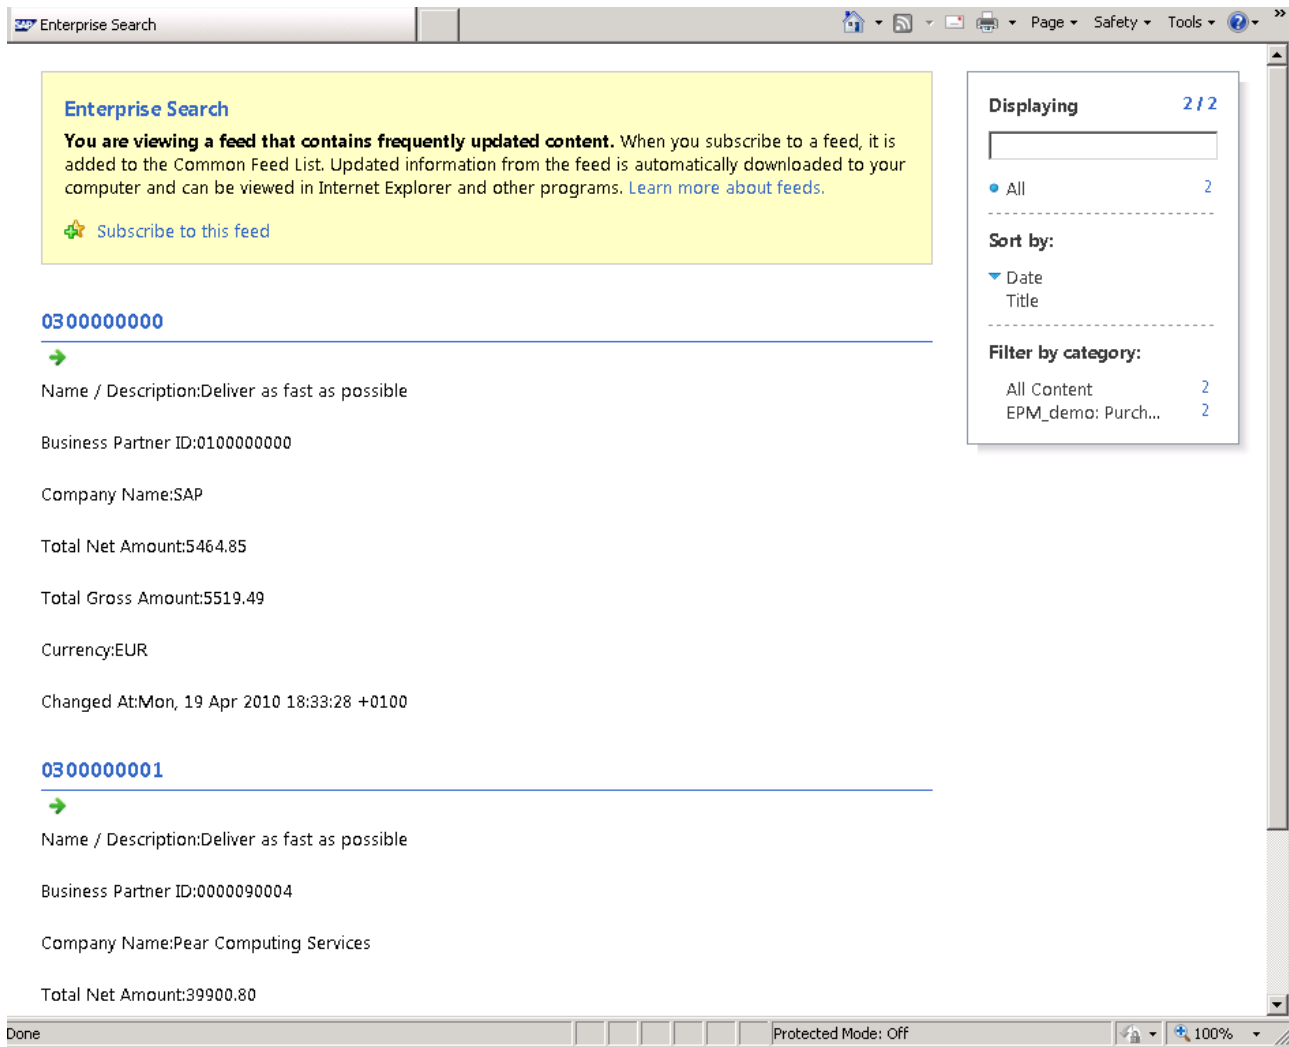 SAP Enterprise Search
Page
Safety
Tools
»
Enterprise Search
You are viewing a feed that contains frequently updated content. When you subscribe to a feed, it is
added to the Common Feed List. Updated information from the feed is automatically downloaded to your
computer and can be viewed in Internet Explorer and other programs. Learn more about feeds.
Subscribe to this feed
Displaying 2 / 2
All 2
Sort by:
Date
Title
Filter by category:
All Content 2
EPM_demo: Purch... 2
0300000000
Name / Description:Deliver as fast as possible
Business Partner ID:0100000000
Company Name:SAP
Total Net Amount:5464.85
Total Gross Amount:5519.49
Currency:EUR
Changed At:Mon, 19 Apr 2010 18:33:28 +0100
0300000001
Name / Description:Deliver as fast as possible
Business Partner ID:0000090004
Company Name:Pear Computing Services
Total Net Amount:39900.80
Done
Protected Mode: Off
100%